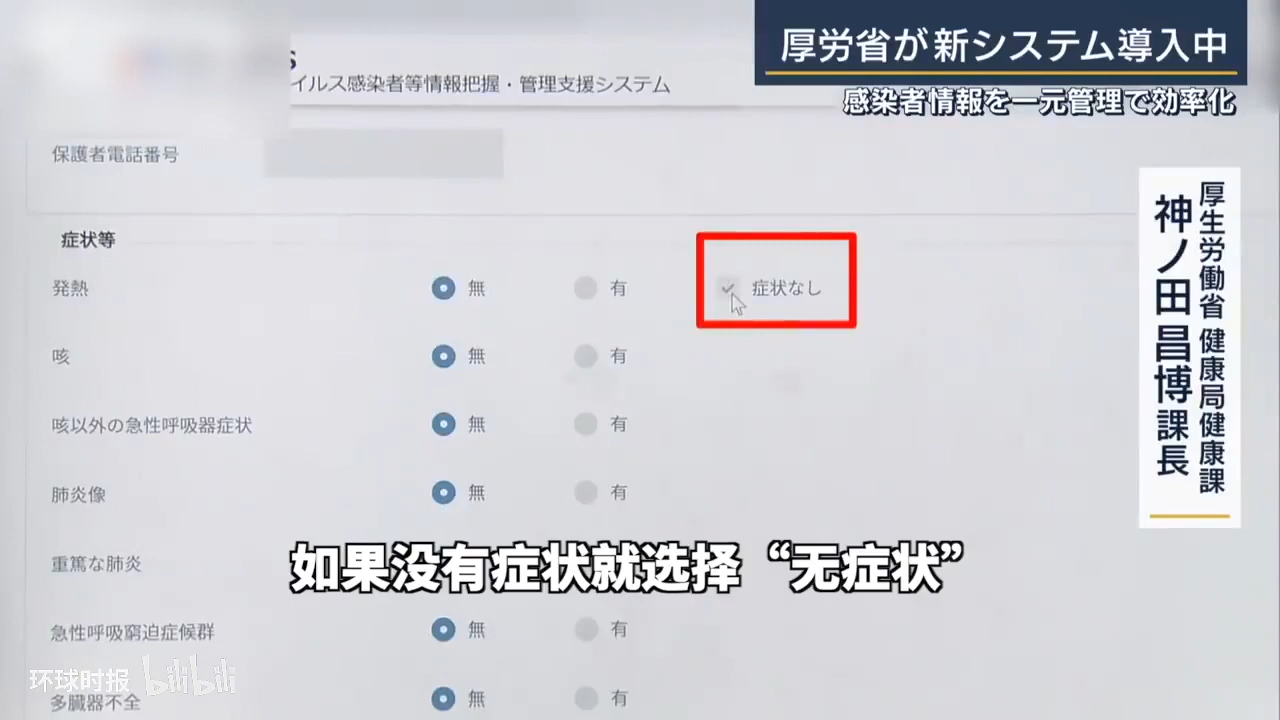 厚労省が新システム導入中
感染者情報を一元管理で効率化
S
イルス感染者等情報把握・管理支援システム
保護者電話番号
症状等
発熱 無 有 症状なし
咳 無 有
咳以外の急性呼吸器症状 無 有
肺炎像 無 有
重篤な肺炎
急性呼吸窮迫症候群 無 有
多臓器不全 無 有
厚生労働省 健康局健康課
神ノ田昌博課長
如果没有症状就选择“无症状”
环球时报 bilibili